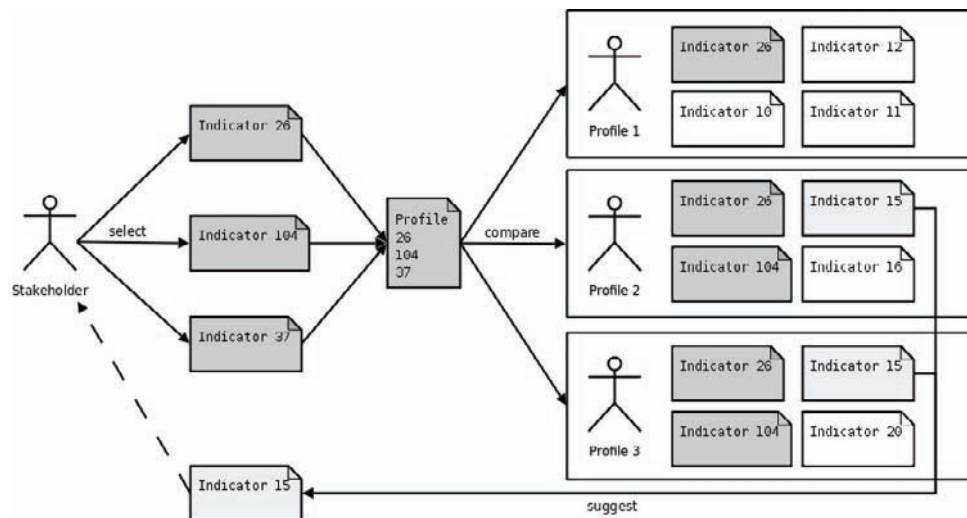 Stakeholder
select
Indicator 26
Indicator 104
Indicator 37
Profile
26
104
37
compare
Indicator 26
Indicator 12
Indicator 10
Indicator 11
Profile 1
Indicator 26
Indicator 15
Indicator 104
Indicator 16
Profile 2
Indicator 26
Indicator 15
Indicator 104
Indicator 20
Profile 3
Indicator 15
suggest